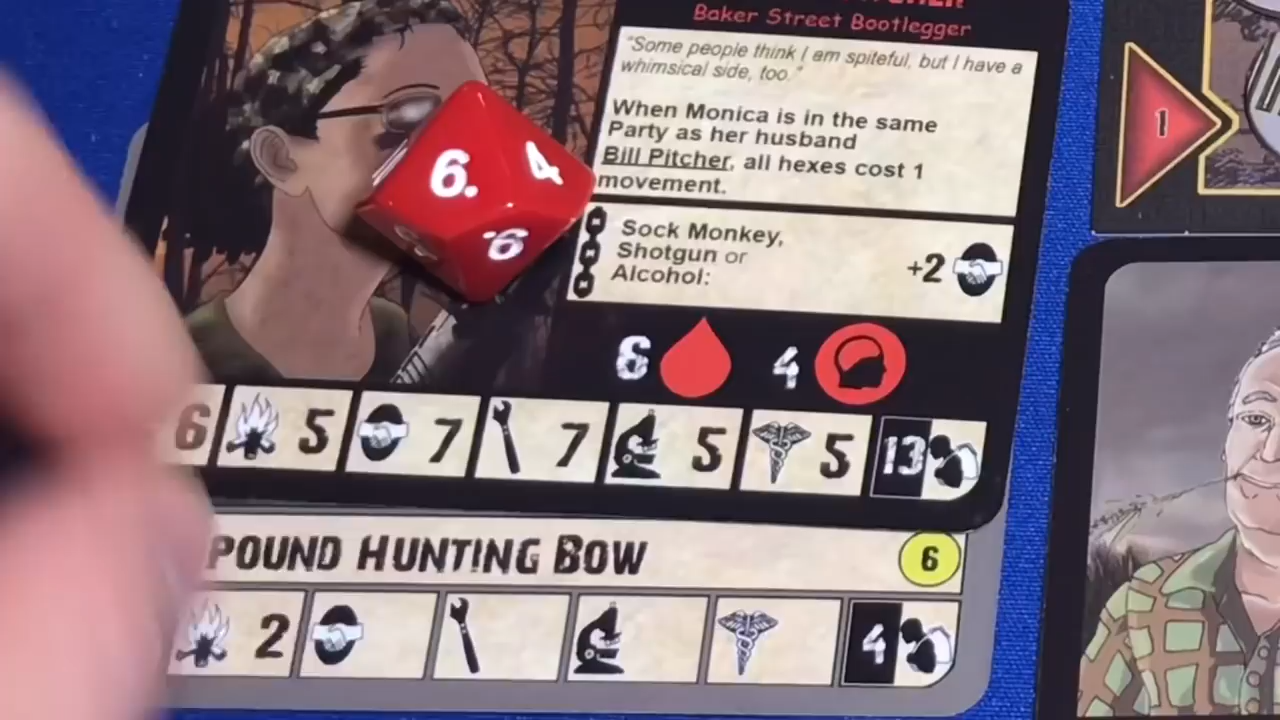 Baker Street Bootlegger
"Some people think I am spiteful, but I have a
whimsical side, too."
When Monica is in the same
Party as her husband
Bill Pitcher, all hexes cost 1
movement.
Sock Monkey,
Shotgun or
Alcohol:
+2
6 4
6 5 7 7 5 5 13
POUND HUNTING BOW 6
2 4
6. 4
6
1